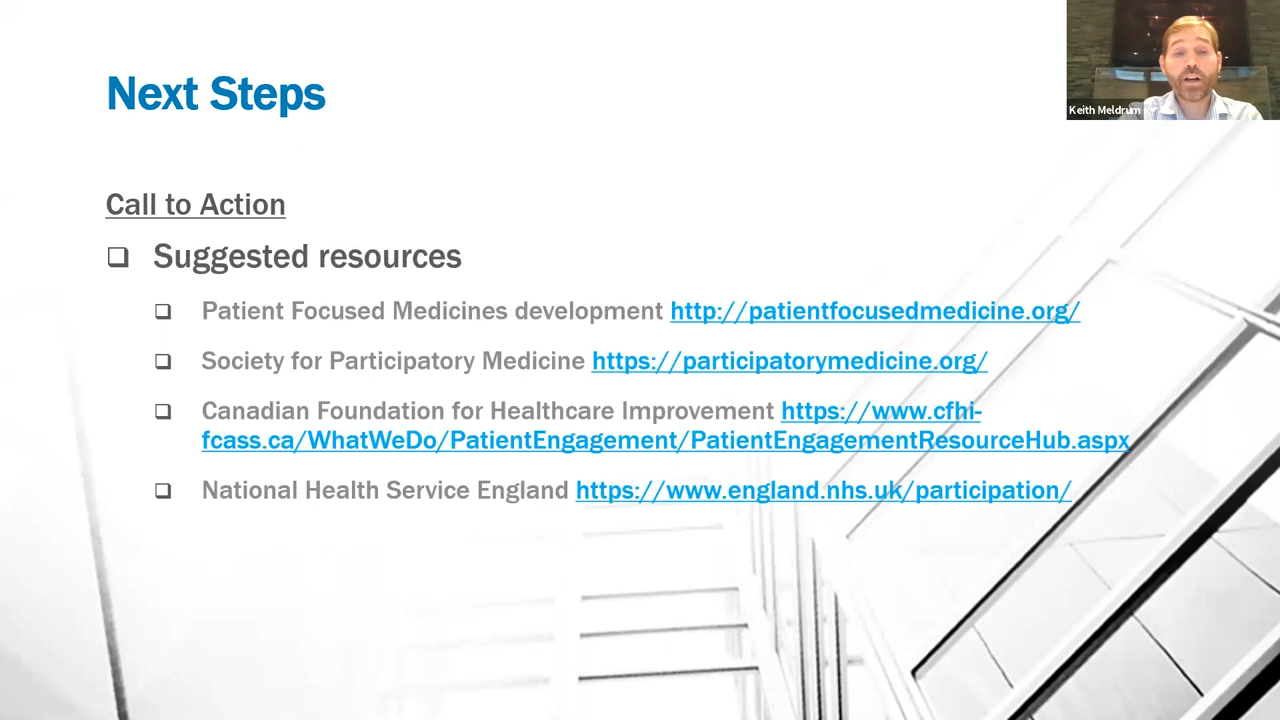 Next Steps
Keith Meldrum
Call to Action
Suggested resources
Patient Focused Medicines development http://patientfocusedmedicine.org/
Society for Participatory Medicine https://participatorymedicine.org/
Canadian Foundation for Healthcare Improvement https://www.cfhi-
fcass.ca/WhatWeDo/PatientEngagement/PatientEngagementResourceHub.aspx
National Health Service England https://www.england.nhs.uk/participation/